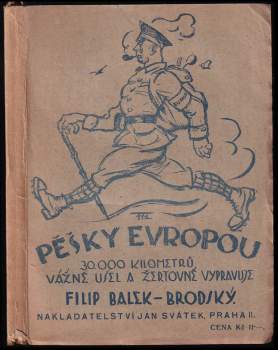 PĚŠKY EVROPOU
30.000 KILOMETRŮ
VÁŽNĚ UŠEL A ŽERTOVNĚ VYPRAVUJE
FILIP BALEK-BRODSKÝ.
NAKLADATELSTVÍ JAN SVÁTEK, PRAHA II.
CENA Kč 11—